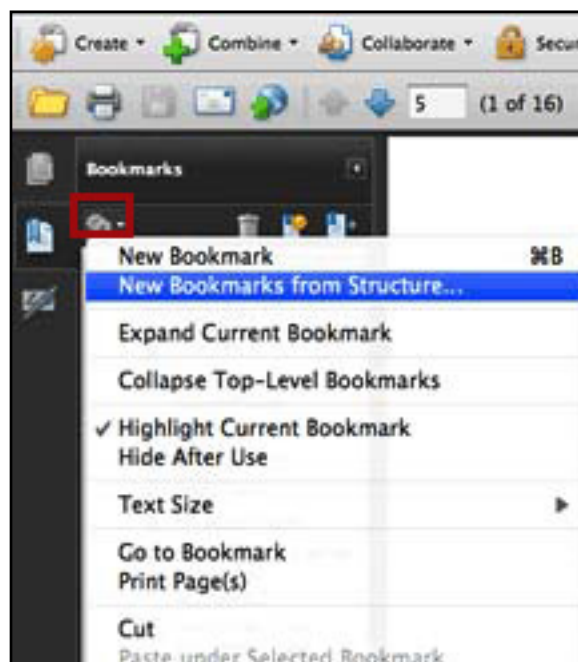 Create Combine Collaborate Secu
5 (1 of 16)
Bookmarks
New Bookmark ⌘B
New Bookmarks from Structure...
Expand Current Bookmark
Collapse Top-Level Bookmarks
✓ Highlight Current Bookmark
Hide After Use
Text Size ▶
Go to Bookmark
Print Page(s)
Cut
Paste under Selected Bookmark